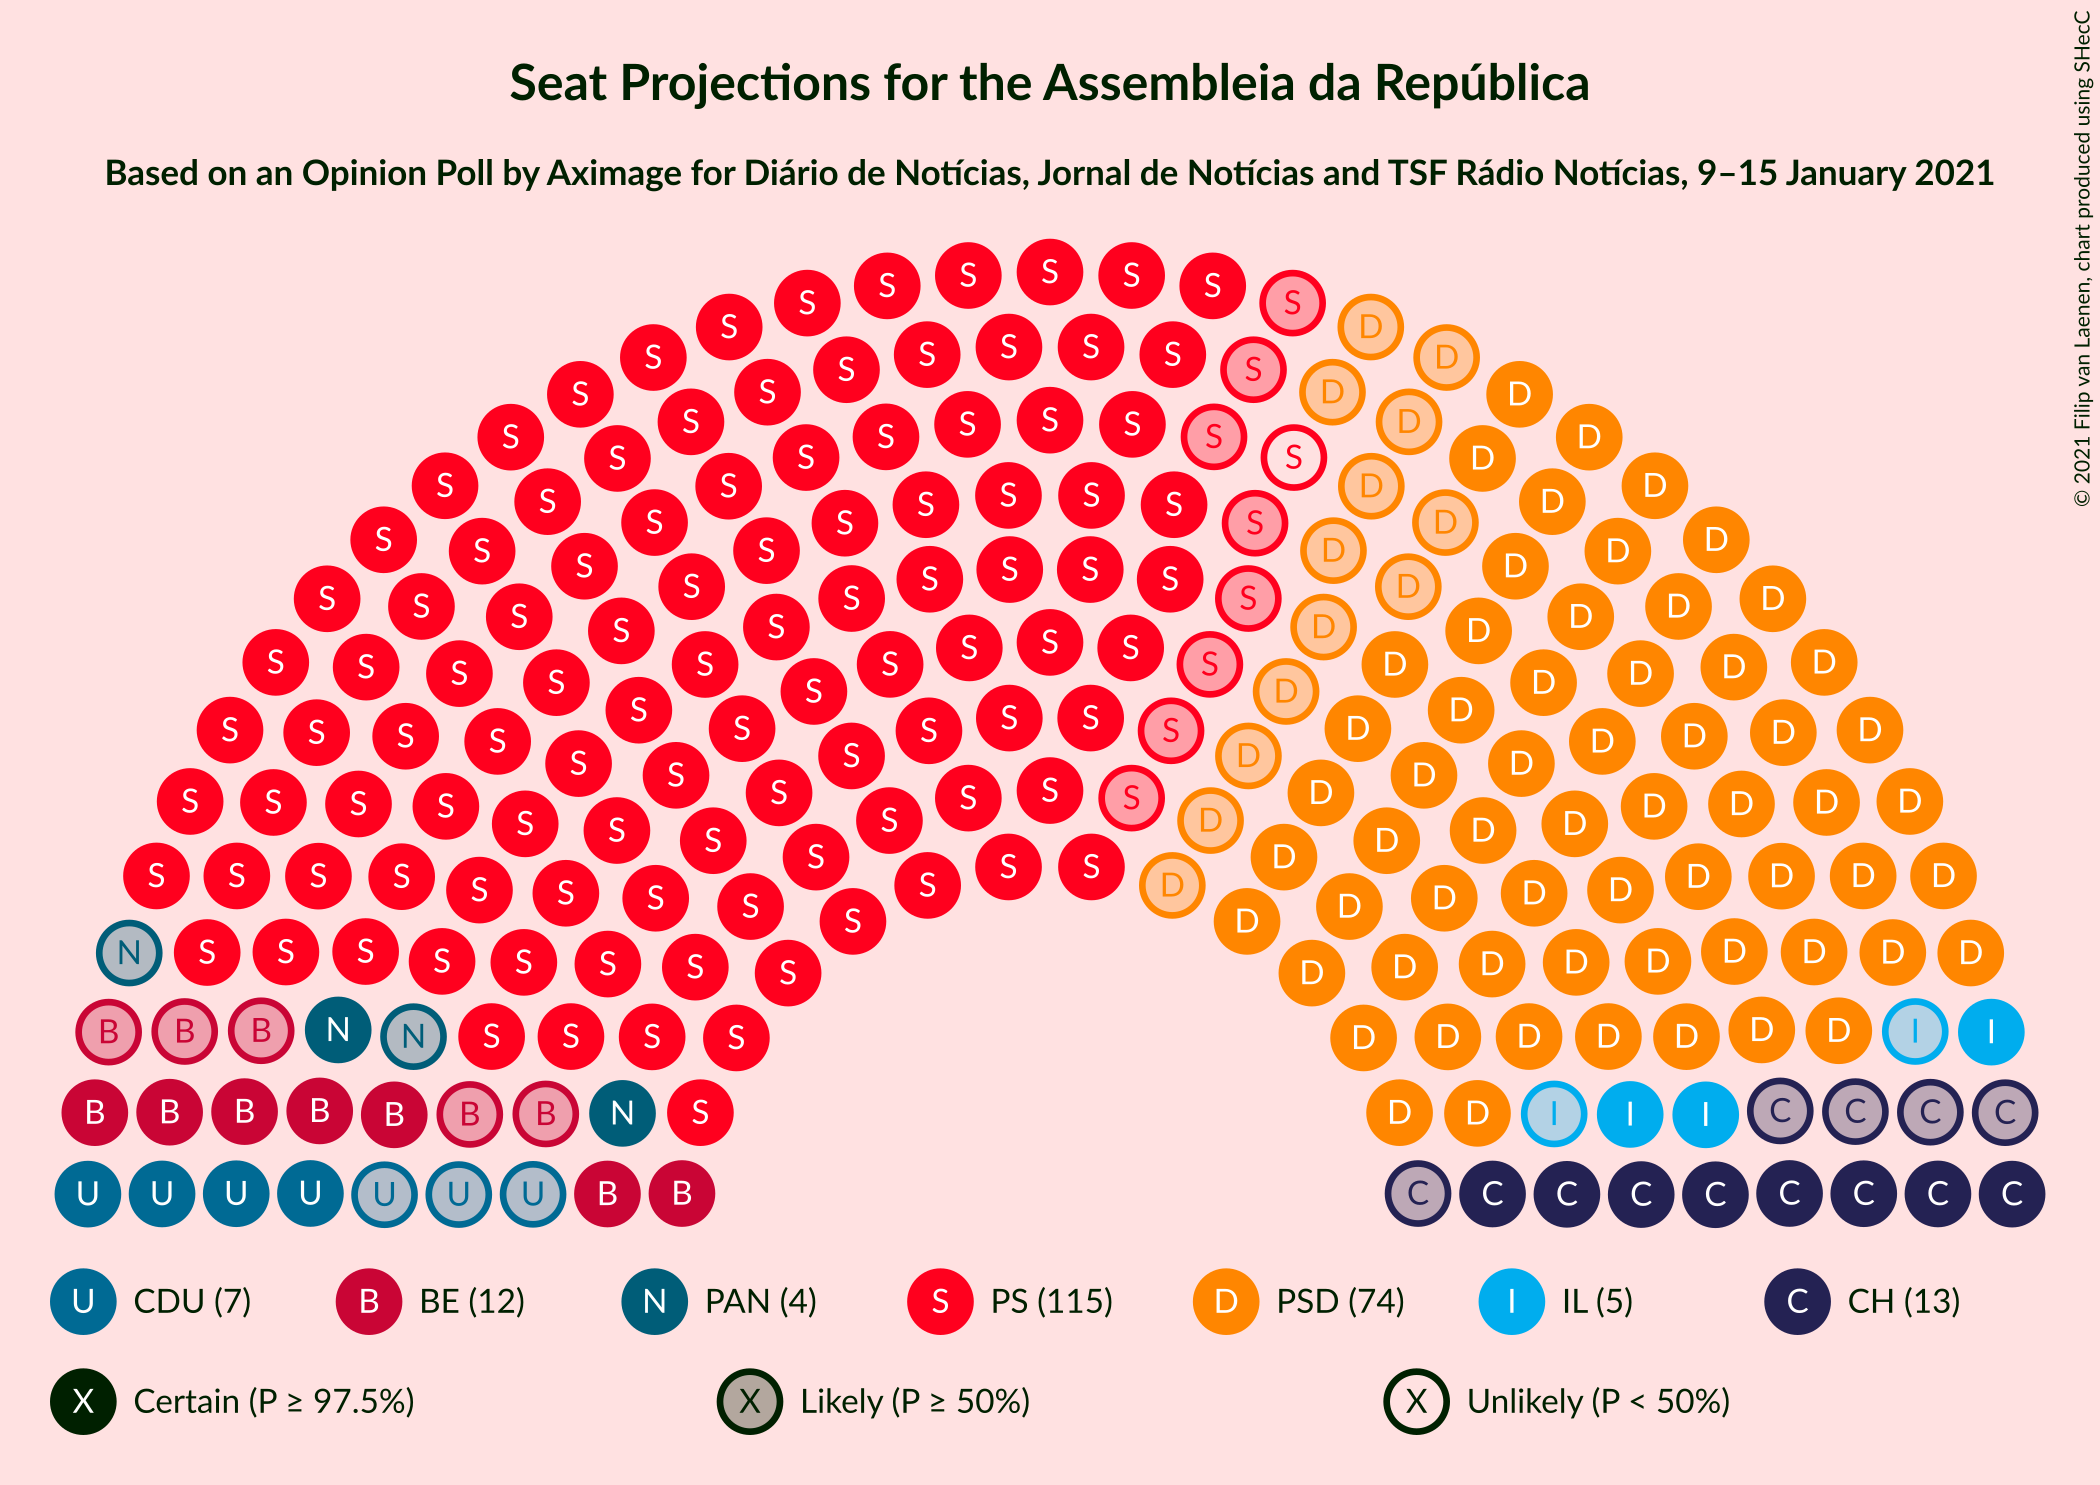 Seat Projections for the Assembleia da República
Based on an Opinion Poll by Aximage for Diário de Notícias, Jornal de Notícias and TSF Rádio Notícias, 9–15 January 2021
© 2021 Filip van Laenen, chart produced using SHecC
U CDU (7) B BE (12) N PAN (4) S PS (115) D PSD (74) I IL (5) C CH (13)
X Certain (P ≥ 97.5%) X Likely (P ≥ 50%) X Unlikely (P < 50%)